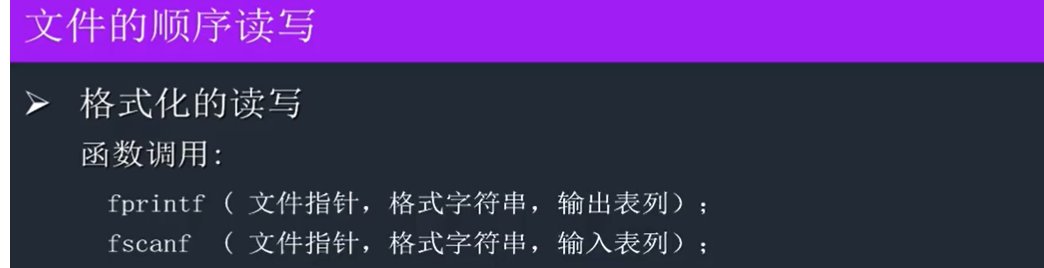 文件的顺序读写
➢ 格式化的读写
函数调用:
fprintf ( 文件指针，格式字符串，输出表列)；
fscanf ( 文件指针，格式字符串，输入表列)；